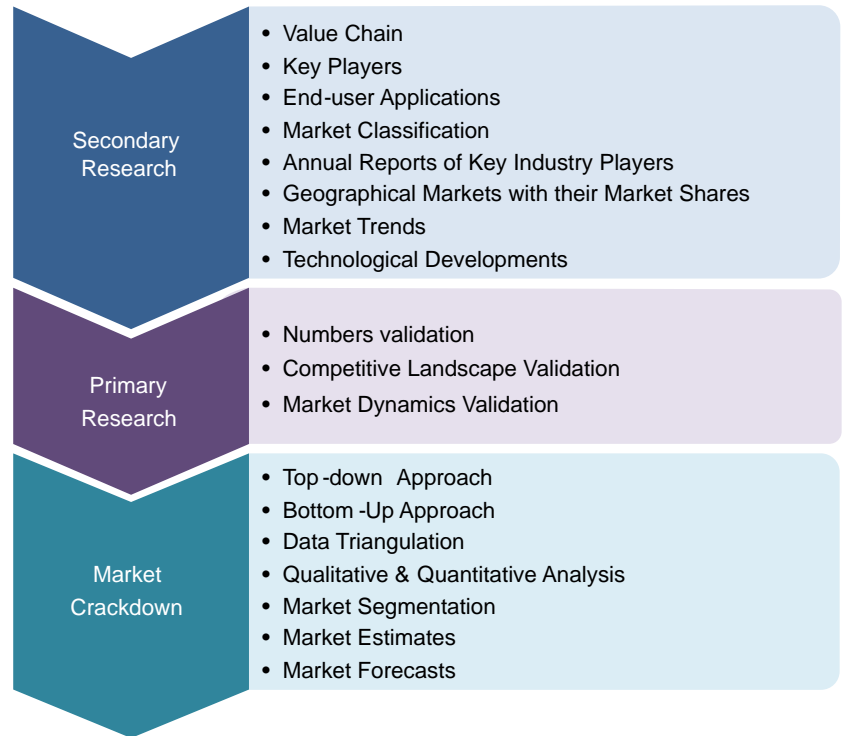 Secondary
Research
• Value Chain
• Key Players
• End-user Applications
• Market Classification
• Annual Reports of Key Industry Players
• Geographical Markets with their Market Shares
• Market Trends
• Technological Developments
Primary
Research
• Numbers validation
• Competitive Landscape Validation
• Market Dynamics Validation
Market
Crackdown
• Top-down Approach
• Bottom-Up Approach
• Data Triangulation
• Qualitative & Quantitative Analysis
• Market Segmentation
• Market Estimates
• Market Forecasts